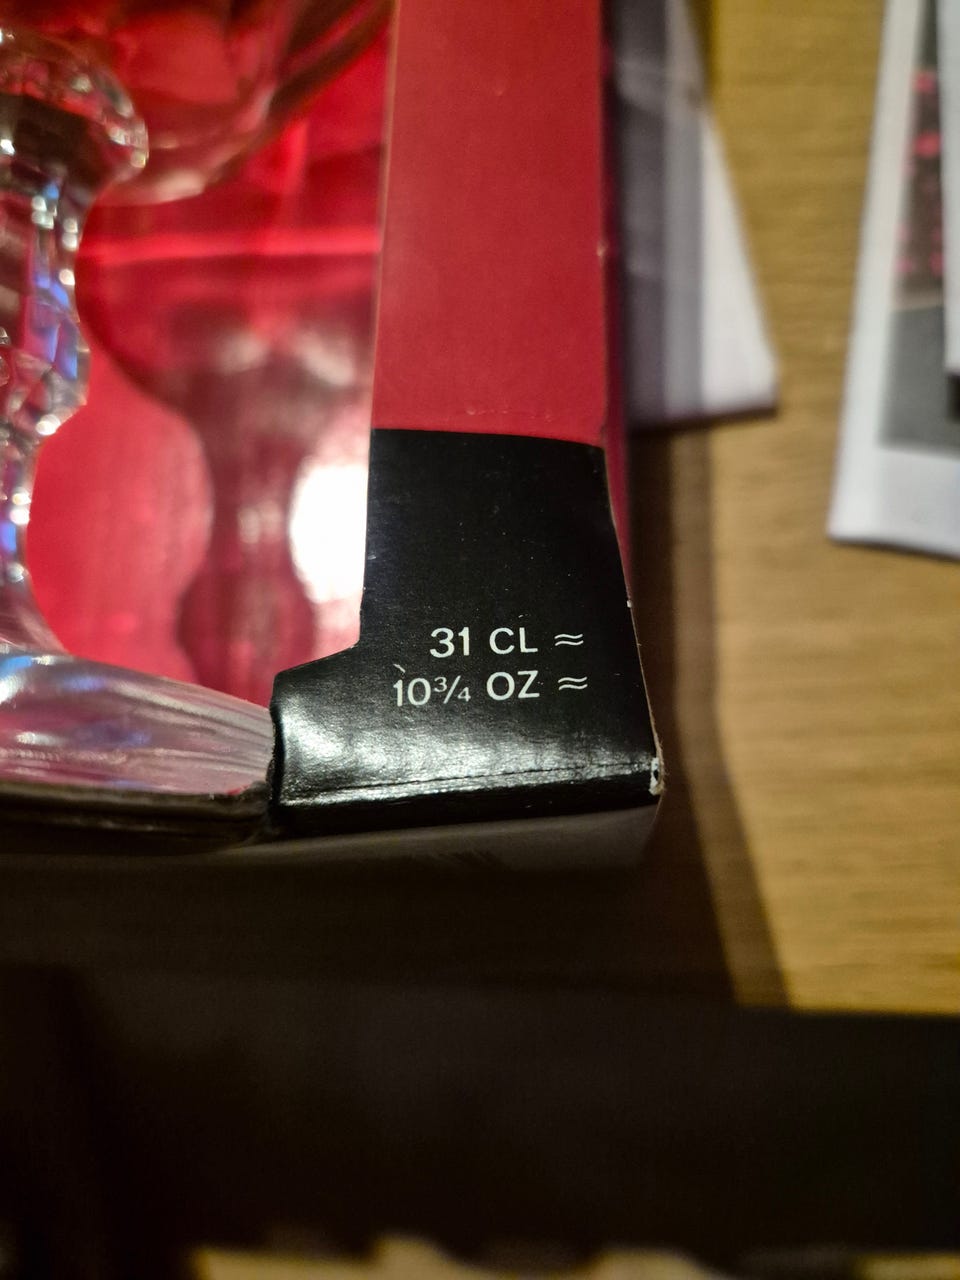 31 CL ≈
10¾ OZ ≈